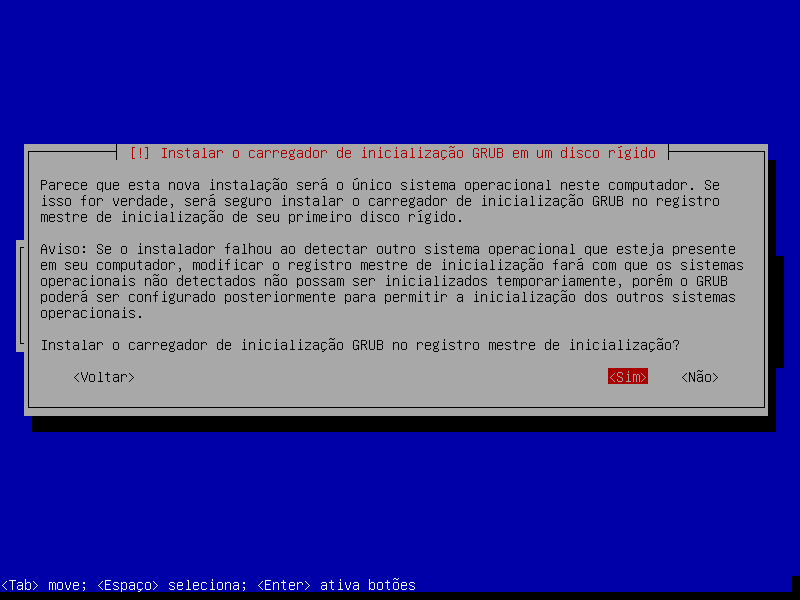 [!] Instalar o carregador de inicialização GRUB em um disco rígido
Parece que esta nova instalação será o único sistema operacional neste computador. Se
isso for verdade, será seguro instalar o carregador de inicialização GRUB no registro
mestre de inicialização de seu primeiro disco rígido.
Aviso: Se o instalador falhou ao detectar outro sistema operacional que esteja presente
em seu computador, modificar o registro mestre de inicialização fará com que os sistemas
operacionais não detectados não possam ser inicializados temporariamente, porém o GRUB
poderá ser configurado posteriormente para permitir a inicialização dos outros sistemas
operacionais.
Instalar o carregador de inicialização GRUB no registro mestre de inicialização?
<Voltar> <Sim> <Não>
<Tab> move; <Espaço> seleciona; <Enter> ativa botões